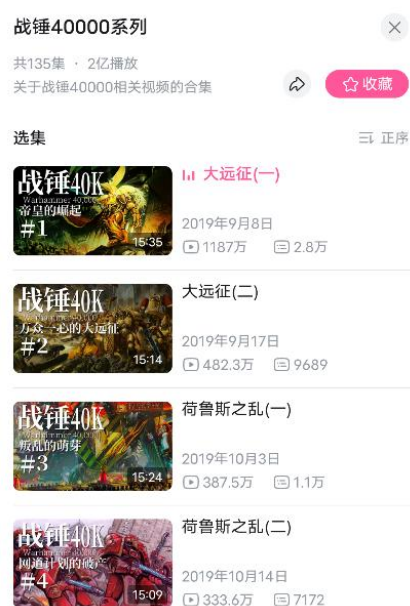 战锤40000系列
共135集 · 2亿播放
关于战锤40000相关视频的合集
收藏
选集
正序
战锤40K
Warhammer 40,000
帝皇的崛起
#1
15:35
大远征(一)
2019年9月8日
1187万 2.8万
战锤40K
Warhammer 40,000
万众一心的大远征
#2
15:14
大远征(二)
2019年9月17日
482.3万 9689
战锤40K
Warhammer 40,000
叛乱的萌芽
#3
15:24
荷鲁斯之乱(一)
2019年10月3日
387.5万 1.1万
战锤40K
Warhammer 40,000
网道计划的破产
#4
15:09
荷鲁斯之乱(二)
2019年10月14日
333.6万 7172